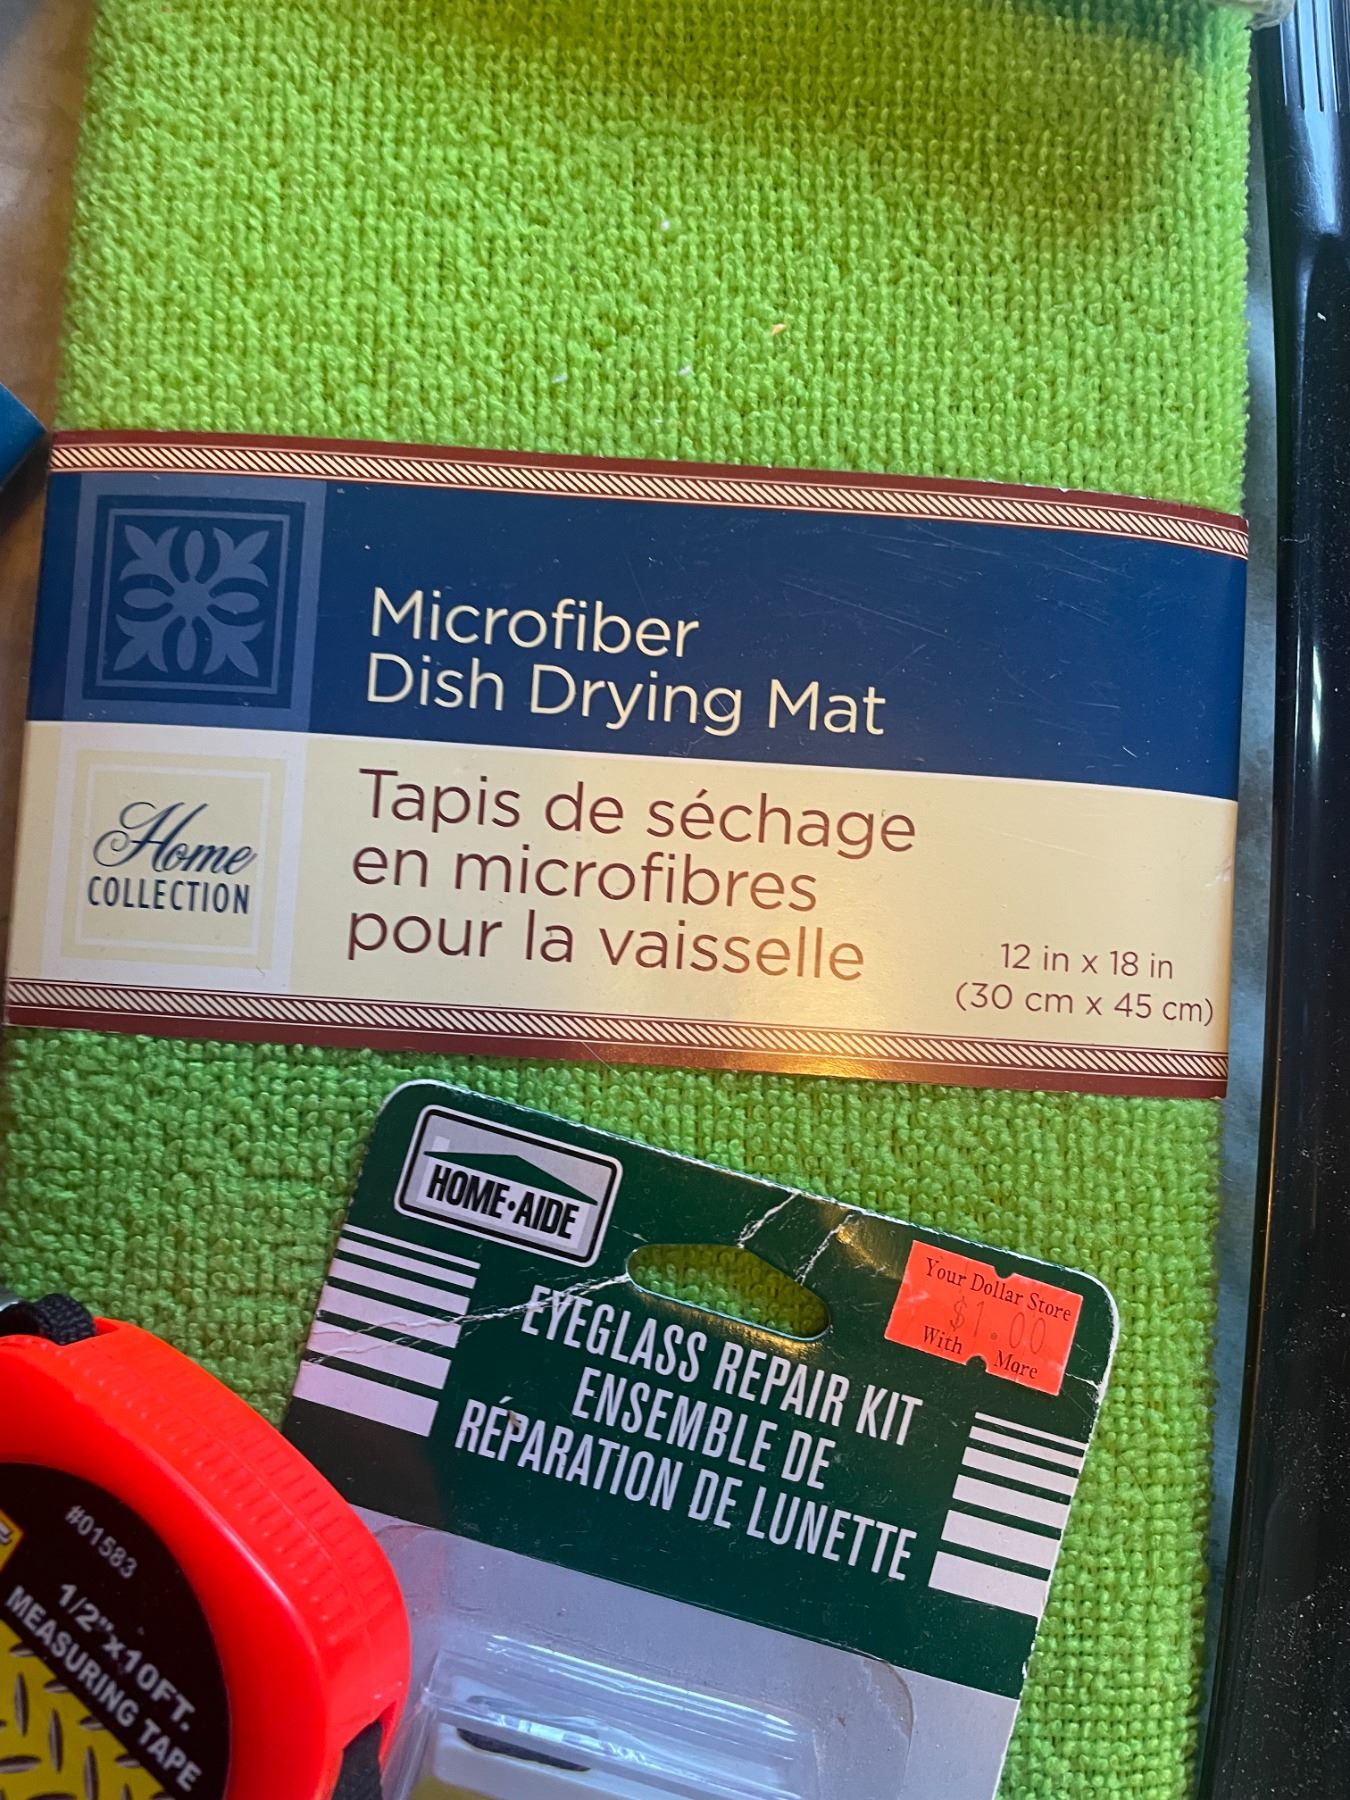 Microfiber
Dish Drying Mat
Home
COLLECTION
Tapis de séchage
en microfibres
pour la vaisselle
12 in x 18 in
(30 cm x 45 cm)
HOME•AIDE
EYEGLASS REPAIR KIT
ENSEMBLE DE
RÉPARATION DE LUNETTE
Your Dollar Store
$1.00
With More
#01583
1/2"x10FT.
MEASURING TAPE